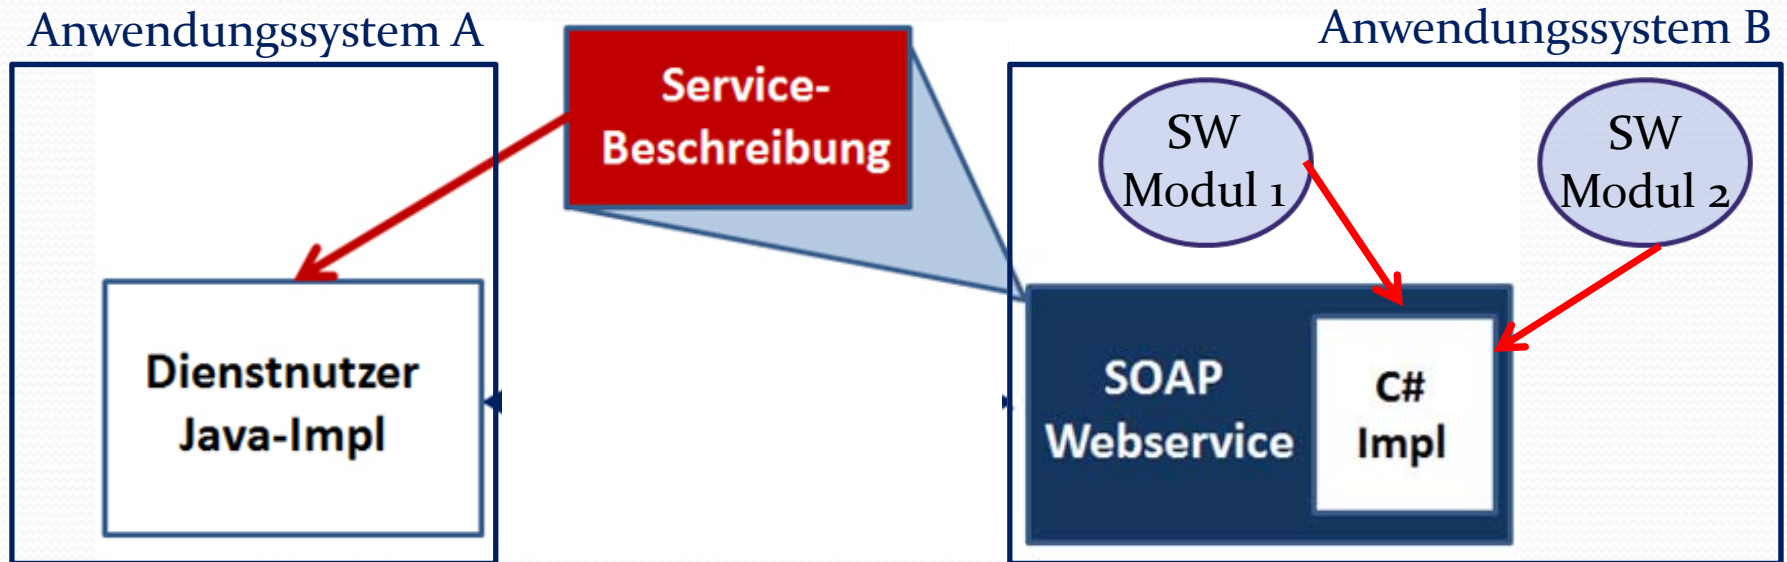 Anwendungssystem A
Anwendungssystem B
Service-
Beschreibung
SW
Modul 1
SW
Modul 2
Dienstnutzer
Java-Impl
SOAP
Webservice
C#
Impl